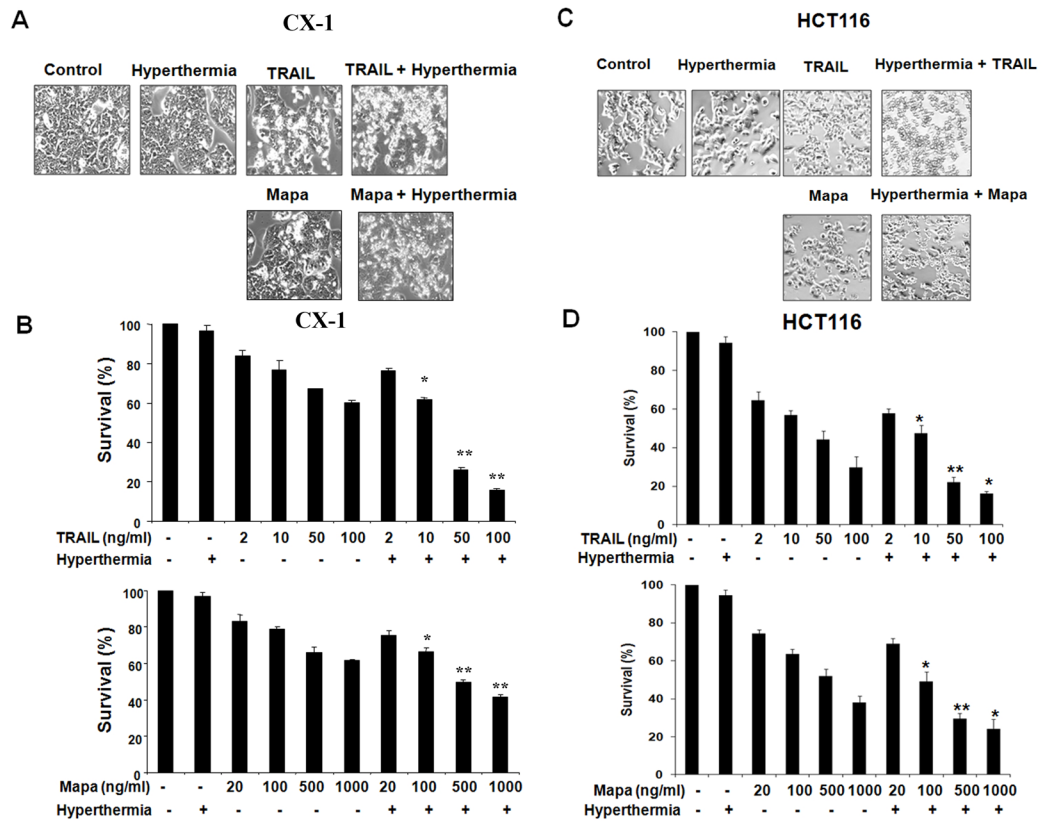 A
CX-1
Control Hyperthermia TRAIL TRAIL + Hyperthermia
Mapa Mapa + Hyperthermia
B
CX-1
Survival (%)
100
80
60
40
20
0
*
**
**
TRAIL (ng/ml) - - 2 10 50 100 2 10 50 100
Hyperthermia - + - - - - + + + +
Survival (%)
100
80
60
40
20
0
*
**
**
Mapa (ng/ml) - - 20 100 500 1000 20 100 500 1000
Hyperthermia - + - - - - + + + +
C
HCT116
Control Hyperthermia TRAIL Hyperthermia + TRAIL
Mapa Hyperthermia + Mapa
D
HCT116
Survival (%)
100
80
60
40
20
0
*
**
*
TRAIL (ng/ml) - - 2 10 50 100 2 10 50 100
Hyperthermia - + - - - - + + + +
Survival (%)
100
80
60
40
20
0
*
**
*
Mapa (ng/ml) - - 20 100 500 1000 20 100 500 1000
Hyperthermia - + - - - - + + + +